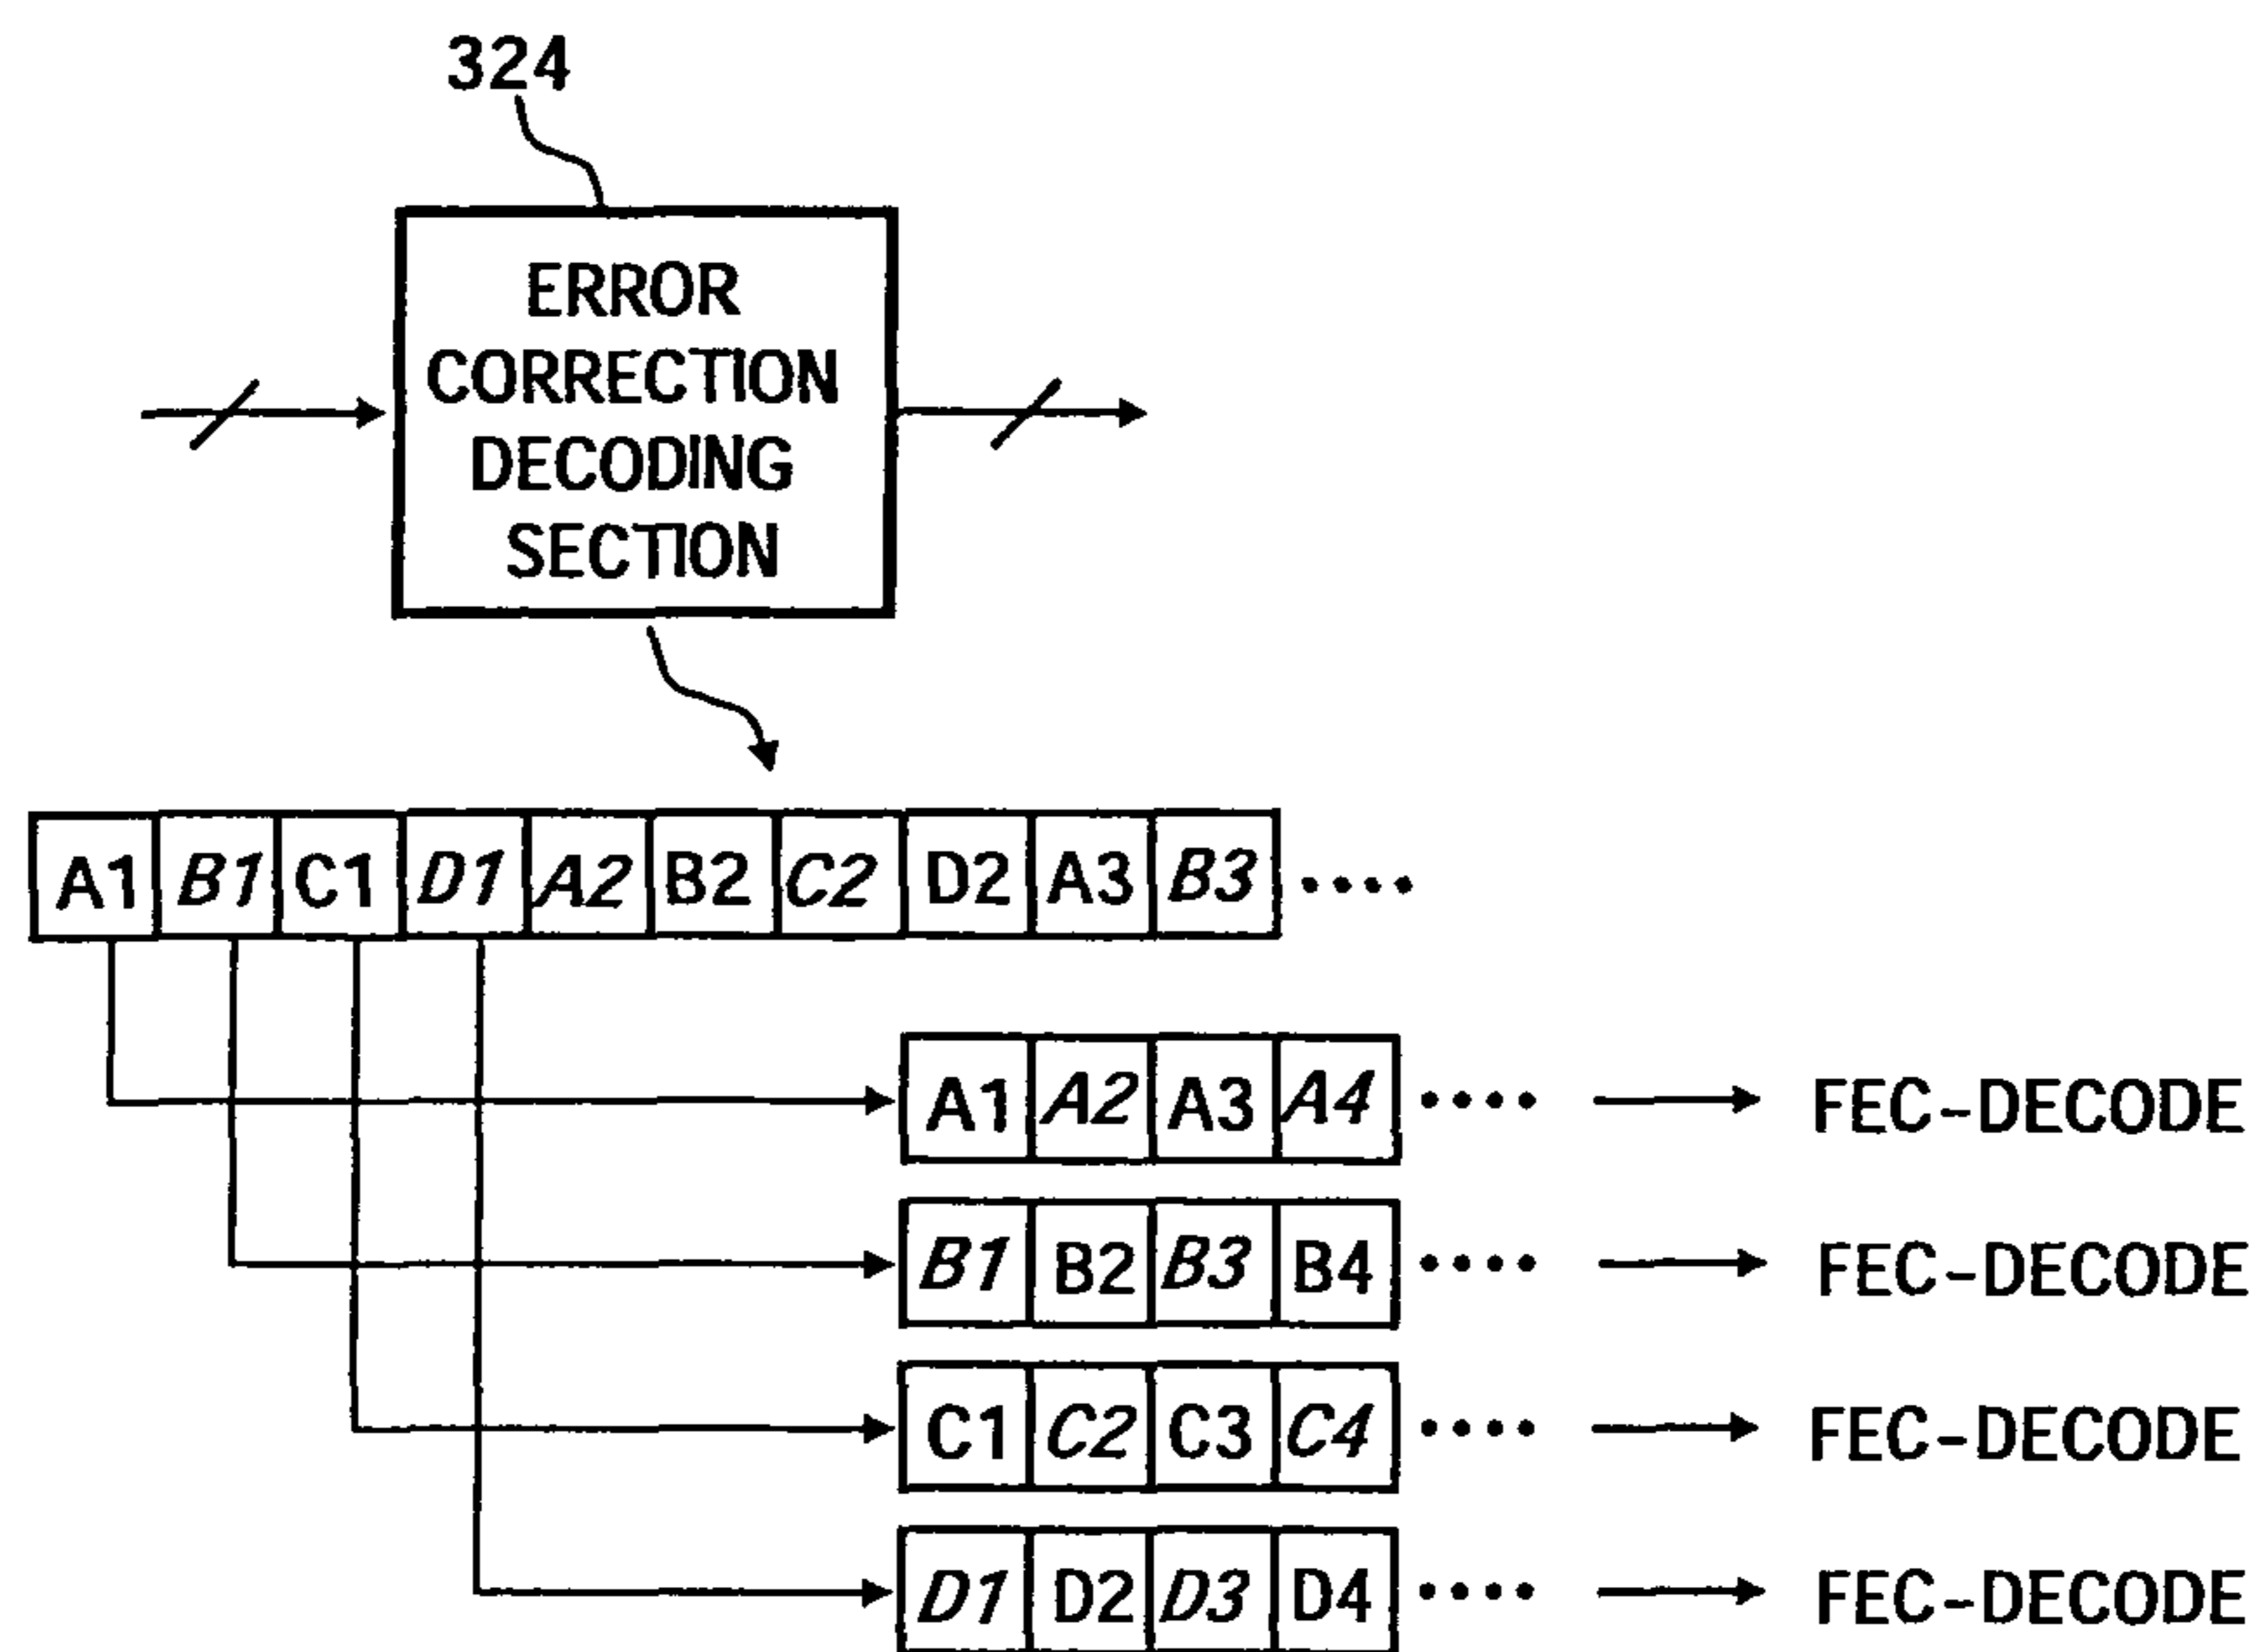 324
ERROR
CORRECTION
DECODING
SECTION
A1 B1 C1 D1 A2 B2 C2 D2 A3 B3 ....
A1 A2 A3 A4 .... FEC-DECODE
B1 B2 B3 B4 .... FEC-DECODE
C1 C2 C3 C4 .... FEC-DECODE
D1 D2 D3 D4 .... FEC-DECODE